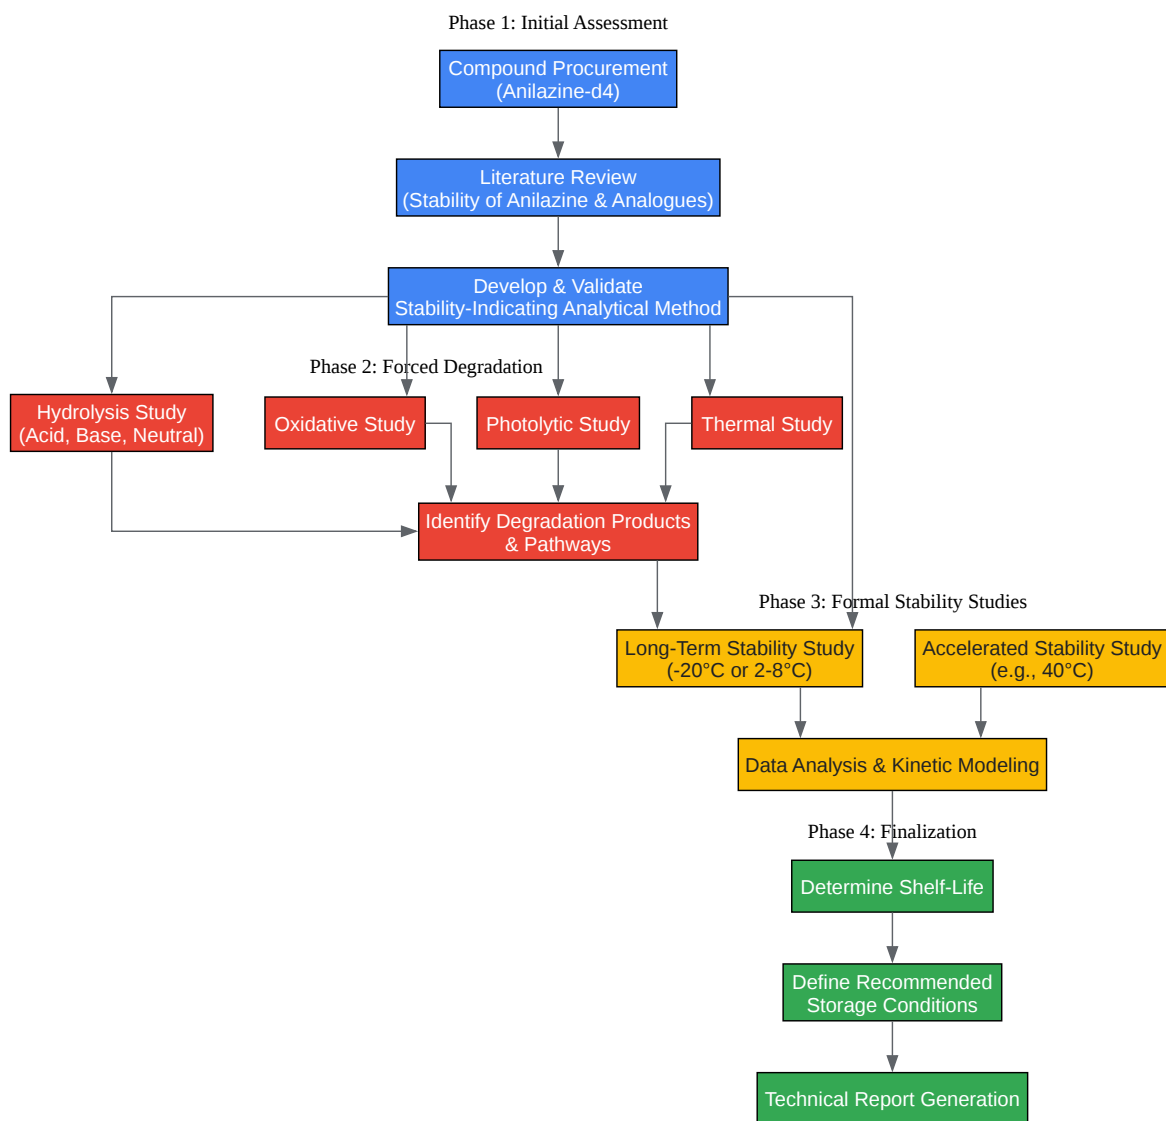 Phase 1: Initial Assessment
Compound Procurement
(Anilazine-d4)
Literature Review
(Stability of Anilazine & Analogues)
Develop & Validate
Stability-Indicating Analytical Method
Phase 2: Forced Degradation
Hydrolysis Study
(Acid, Base, Neutral)
Oxidative Study
Photolytic Study
Thermal Study
Identify Degradation Products
& Pathways
Phase 3: Formal Stability Studies
Long-Term Stability Study
(-20°C or 2-8°C)
Accelerated Stability Study
(e.g., 40°C)
Data Analysis & Kinetic Modeling
Phase 4: Finalization
Determine Shelf-Life
Define Recommended
Storage Conditions
Technical Report Generation